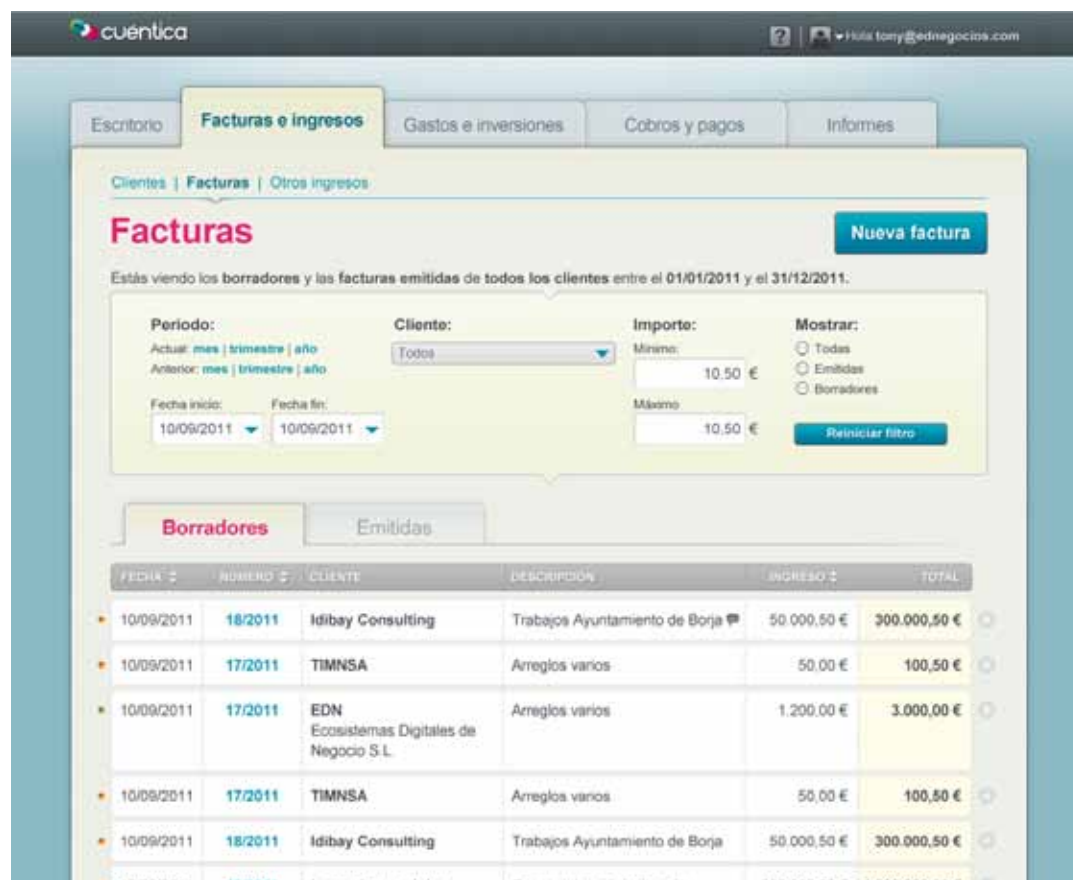 cuéntica
? Hola tony@ednegocios.com
Escritorio Facturas e ingresos Gastos e inversiones Cobros y pagos Informes
Clientes | Facturas | Otros ingresos
Facturas
Nueva factura
Estás viendo los borradores y las facturas emitidas de todos los clientes entre el 01/01/2011 y el 31/12/2011.
Periodo: Cliente: Importe: Mostrar:
Actual: mes | trimestre | año Todos Mínimo: Todas
Anterior: mes | trimestre | año 10,50 € Emitidas
Borradores
Fecha inicio: Fecha fin: Máximo
10/09/2011 10/09/2011 10,50 € Reiniciar filtro
Borradores Emitidas
FECHA NÚMERO CLIENTE DESCRIPCIÓN INGRESO TOTAL
10/09/2011 18/2011 Idibay Consulting Trabajos Ayuntamiento de Borja 50.000,50 € 300.000,50 €
10/09/2011 17/2011 TIMNSA Arreglos varios 50,00 € 100,50 €
10/09/2011 17/2011 EDN Arreglos varios 1.200,00 € 3.000,00 €
Ecosistemas Digitales de
Negocio S.L.
10/09/2011 17/2011 TIMNSA Arreglos varios 50,00 € 100,50 €
10/09/2011 18/2011 Idibay Consulting Trabajos Ayuntamiento de Borja 50.000,50 € 300.000,50 €